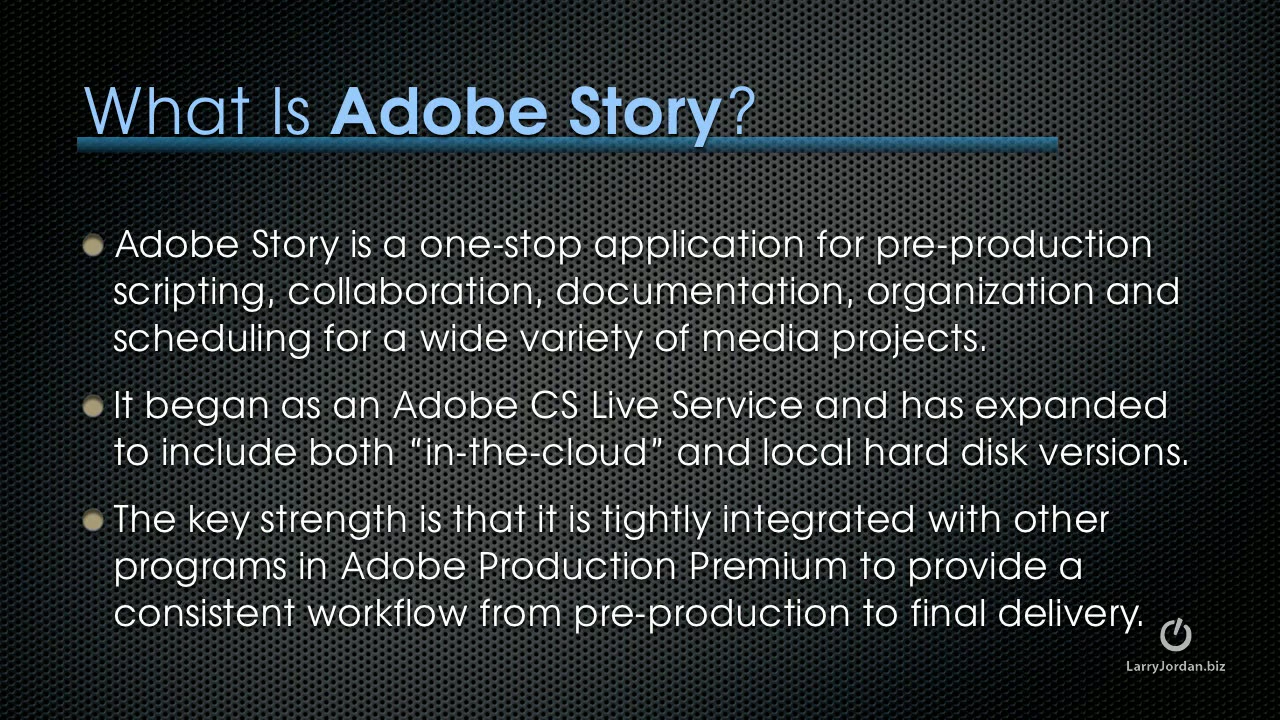 What Is Adobe Story?
Adobe Story is a one-stop application for pre-production
scripting, collaboration, documentation, organization and
scheduling for a wide variety of media projects.
It began as an Adobe CS Live Service and has expanded
to include both “in-the-cloud” and local hard disk versions.
The key strength is that it is tightly integrated with other
programs in Adobe Production Premium to provide a
consistent workflow from pre-production to final delivery.
LarryJordan.biz